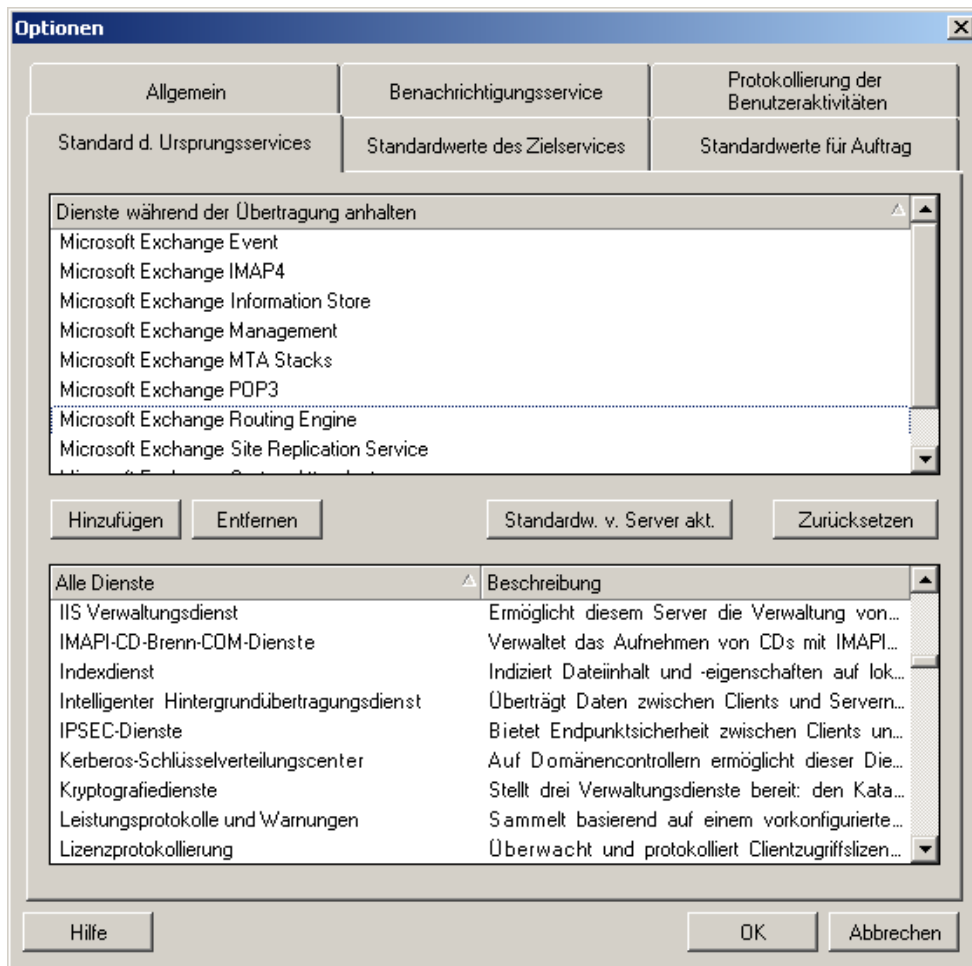 Optionen
Allgemein
Benachrichtigungsservice
Protokollierung der
Benutzeraktivitäten
Standard d. Ursprungsservices
Standardwerte des Zielservices
Standardwerte für Auftrag
Dienste während der Übertragung anhalten
Microsoft Exchange Event
Microsoft Exchange IMAP4
Microsoft Exchange Information Store
Microsoft Exchange Management
Microsoft Exchange MTA Stacks
Microsoft Exchange POP3
Microsoft Exchange Routing Engine
Microsoft Exchange Site Replication Service
Hinzufügen
Entfernen
Standardw. v. Server akt.
Zurücksetzen
Alle Dienste
Beschreibung
IIS Verwaltungsdienst
Ermöglicht diesem Server die Verwaltung von...
IMAPI-CD-Brenn-COM-Dienste
Verwaltet das Aufnehmen von CDs mit IMAPI...
Indexdienst
Indiziert Dateiinhalt und -eigenschaften auf lok...
Intelligenter Hintergrundübertragungsdienst
Überträgt Daten zwischen Clients und Servern...
IPSEC-Dienste
Bietet Endpunktsicherheit zwischen Clients un...
Kerberos-Schlüsselverteilungscenter
Auf Domänencontrollern ermöglicht dieser Die...
Kryptografiedienste
Stellt drei Verwaltungsdienste bereit: den Kata...
Leistungsprotokolle und Warnungen
Sammelt basierend auf einem vorkonfigurierte...
Lizenzprotokollierung
Überwacht und protokolliert Clientzugriffslizen...
Hilfe
OK
Abbrechen